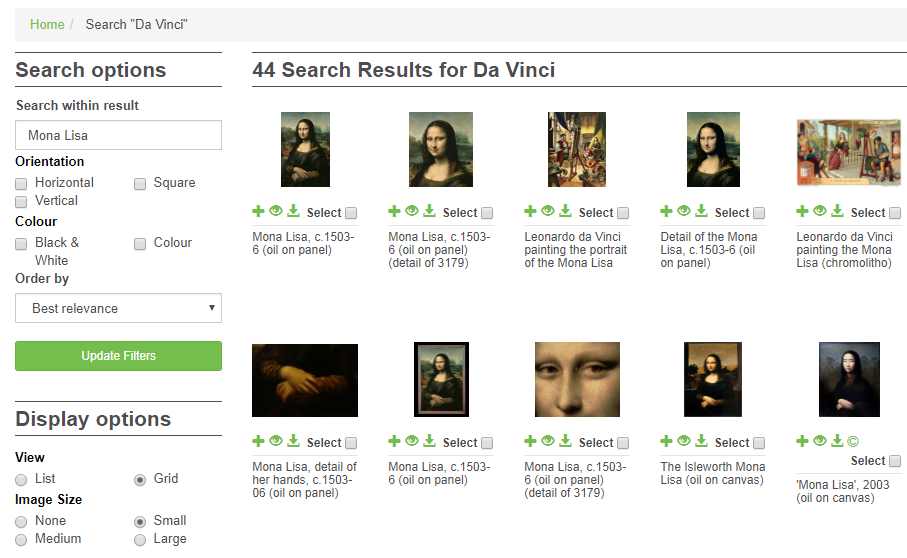 Home / Search "Da Vinci"
Search options
Search within result
Mona Lisa
Orientation
Horizontal Square
Vertical
Colour
Black & Colour
White
Order by
Best relevance
Update Filters
Display options
View
List Grid
Image Size
None Small
Medium Large
44 Search Results for Da Vinci
Select
Mona Lisa, c.1503-
6 (oil on panel)
Select
Mona Lisa, c.1503-
6 (oil on panel)
(detail of 3179)
Select
Leonardo da Vinci
painting the portrait
of the Mona Lisa
Select
Detail of the Mona
Lisa, c.1503-6 (oil
on panel)
Select
Leonardo da Vinci
painting the Mona
Lisa (chromolitho)
Select
Mona Lisa, detail of
her hands, c.1503-
06 (oil on panel)
Select
Mona Lisa, c.1503-
6 (oil on panel)
Select
Mona Lisa, c.1503-
6 (oil on panel)
(detail of 3179)
Select
The Isleworth Mona
Lisa (oil on canvas)
©
Select
'Mona Lisa', 2003
(oil on canvas)